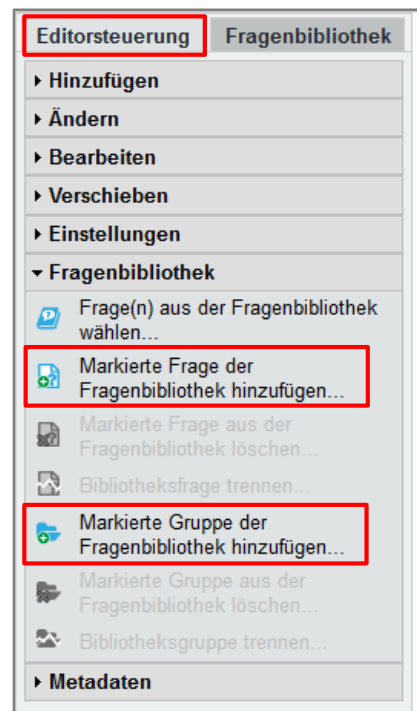 Editorsteuerung Fragenbibliothek
Hinzufügen
Ändern
Bearbeiten
Verschieben
Einstellungen
Fragenbibliothek
Frage(n) aus der Fragenbibliothek
wählen...
Markierte Frage der
Fragenbibliothek hinzufügen...
Markierte Frage aus der
Fragenbibliothek löschen...
Bibliotheksfrage trennen...
Markierte Gruppe der
Fragenbibliothek hinzufügen...
Markierte Gruppe aus der
Fragenbibliothek löschen...
Bibliotheksgruppe trennen...
Metadaten